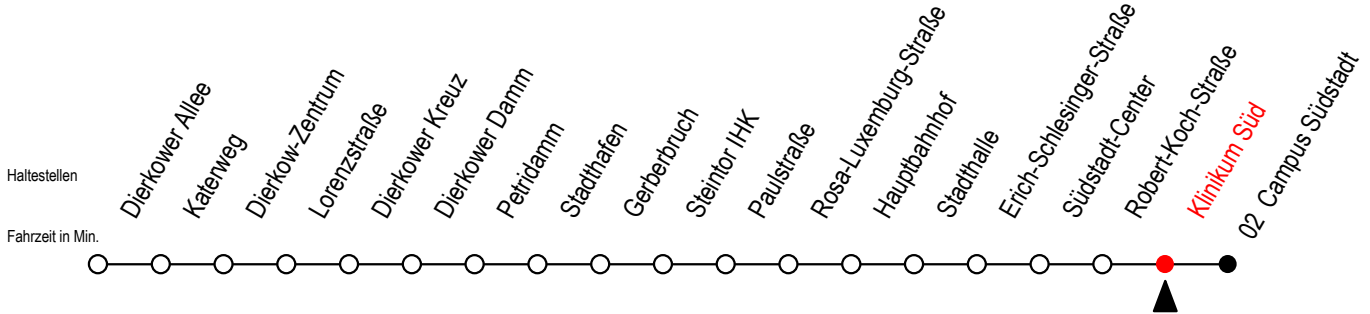 Haltestellen
Fahrzeit in Min.
Dierkower Allee
Katerweg
Dierkow-Zentrum
Lorenzstraße
Dierkower Kreuz
Dierkower Damm
Petridamm
Stadthafen
Gerberbruch
Steintor IHK
Paulstraße
Rosa-Luxemburg-Straße
Hauptbahnhof
Stadthalle
Erich-Schlesinger-Straße
Südstadt-Center
Robert-Koch-Straße
Klinikum Süd
02 Campus Südstadt